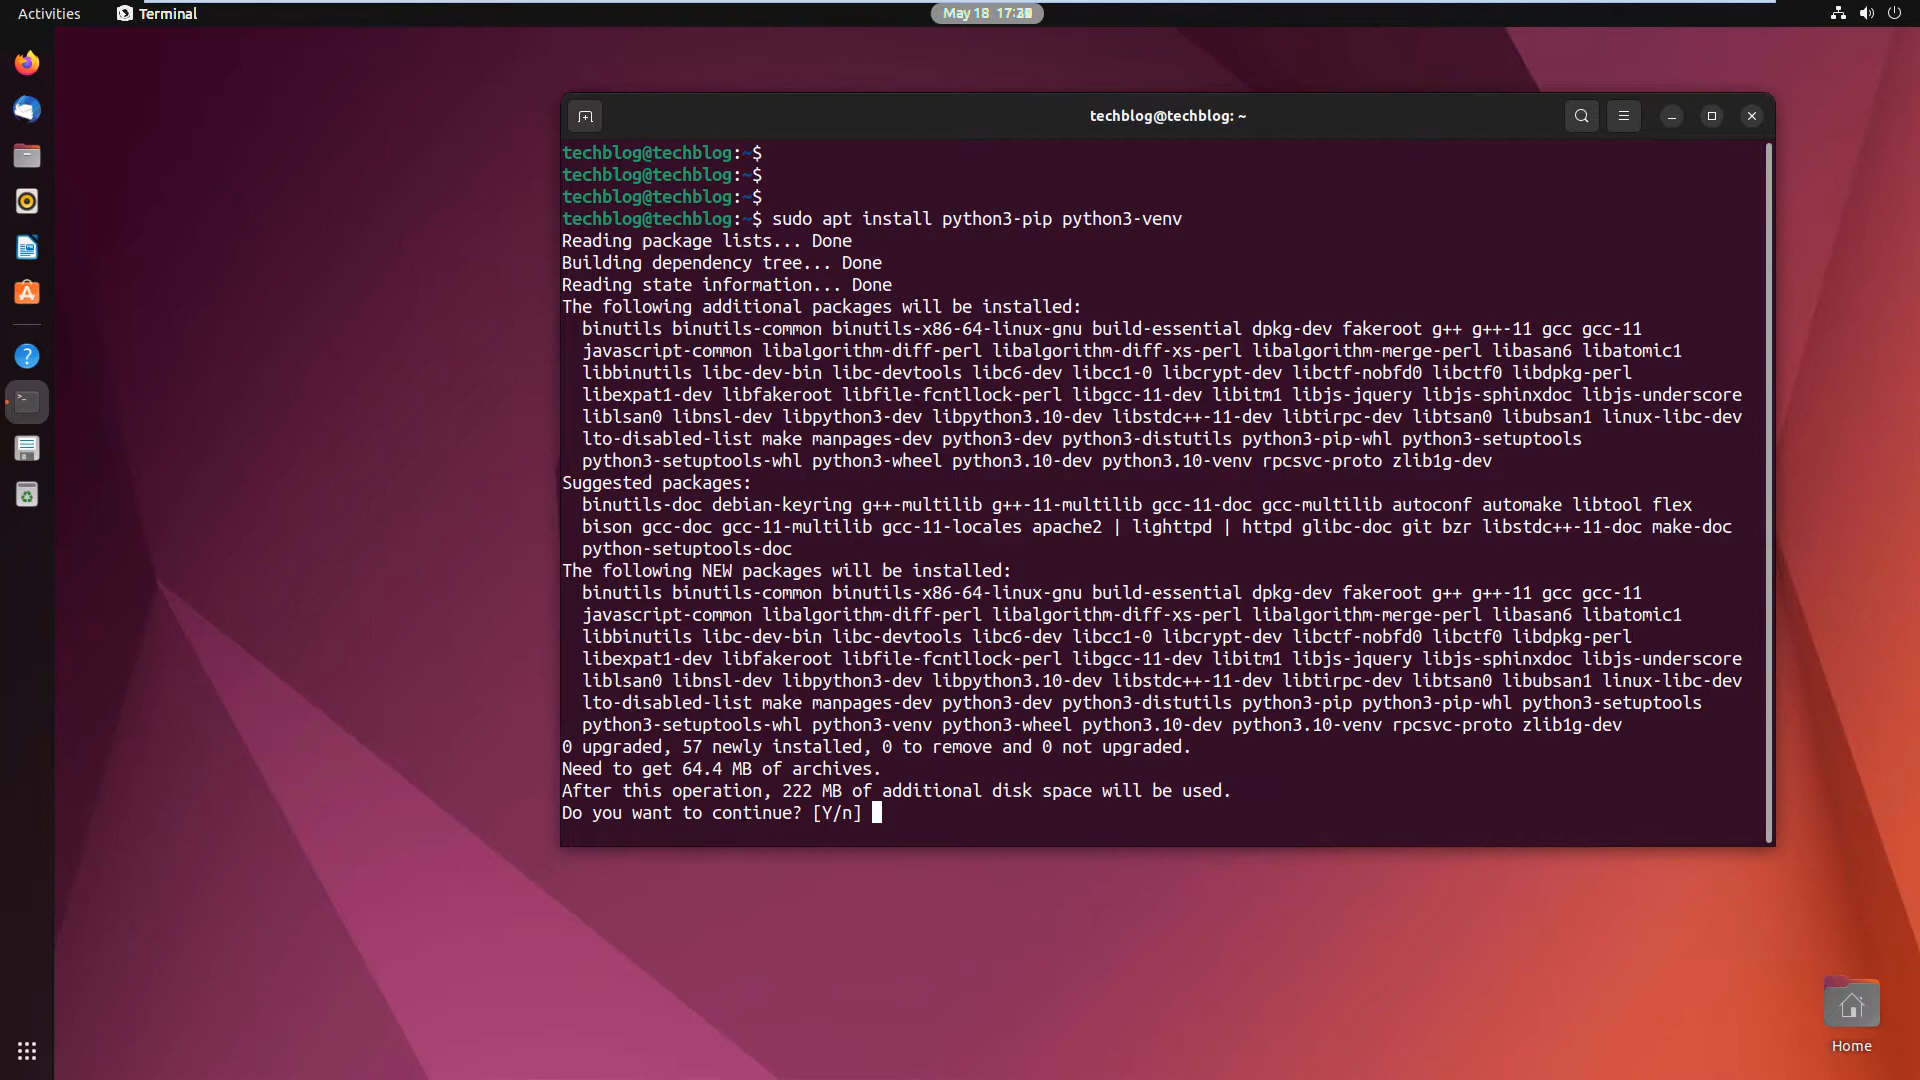 Activities
Terminal
May 18
techblog@techblog: ~
techblog@techblog:~$
techblog@techblog:~$
techblog@techblog:~$
techblog@techblog:~$ sudo apt install python3-pip python3-venv
Reading package lists... Done
Building dependency tree... Done
Reading state information... Done
The following additional packages will be installed:
binutils binutils-common binutils-x86-64-linux-gnu build-essential dpkg-dev fakeroot g++ g++-11 gcc gcc-11
javascript-common libalgorithm-diff-perl libalgorithm-diff-xs-perl libalgorithm-merge-perl libasan6 libatomic1
libbinutils libc-dev-bin libc-devtools libc6-dev libcc1-0 libcrypt-dev libctf-nobfd0 libctf0 libdpkg-perl
libexpat1-dev libfakeroot libfile-fcntllock-perl libgcc-11-dev libitm1 libjs-jquery libjs-sphinxdoc libjs-underscore
liblsan0 libnsl-dev libpython3-dev libpython3.10-dev libstdc++-11-dev libtirpc-dev libtsan0 libubsan1 linux-libc-dev
lto-disabled-list make manpages-dev python3-dev python3-distutils python3-pip-whl python3-setuptools
python3-setuptools-whl python3-wheel python3.10-dev python3.10-venv rpcsvc-proto zlib1g-dev
Suggested packages:
binutils-doc debian-keyring g++-multilib g++-11-multilib gcc-11-doc gcc-multilib autoconf automake libtool flex
bison gcc-doc gcc-11-multilib gcc-11-locales apache2 | lighttpd | httpd glibc-doc git bzr libstdc++-11-doc make-doc
python-setuptools-doc
The following NEW packages will be installed:
binutils binutils-common binutils-x86-64-linux-gnu build-essential dpkg-dev fakeroot g++ g++-11 gcc gcc-11
javascript-common libalgorithm-diff-perl libalgorithm-diff-xs-perl libalgorithm-merge-perl libasan6 libatomic1
libbinutils libc-dev-bin libc-devtools libc6-dev libcc1-0 libcrypt-dev libctf-nobfd0 libctf0 libdpkg-perl
libexpat1-dev libfakeroot libfile-fcntllock-perl libgcc-11-dev libitm1 libjs-jquery libjs-sphinxdoc libjs-underscore
liblsan0 libnsl-dev libpython3-dev libpython3.10-dev libstdc++-11-dev libtirpc-dev libtsan0 libubsan1 linux-libc-dev
lto-disabled-list make manpages-dev python3-dev python3-distutils python3-pip python3-pip-whl python3-setuptools
python3-setuptools-whl python3-venv python3-wheel python3.10-dev python3.10-venv rpcsvc-proto zlib1g-dev
0 upgraded, 57 newly installed, 0 to remove and 0 not upgraded.
Need to get 64.4 MB of archives.
After this operation, 222 MB of additional disk space will be used.
Do you want to continue? [Y/n]
Home